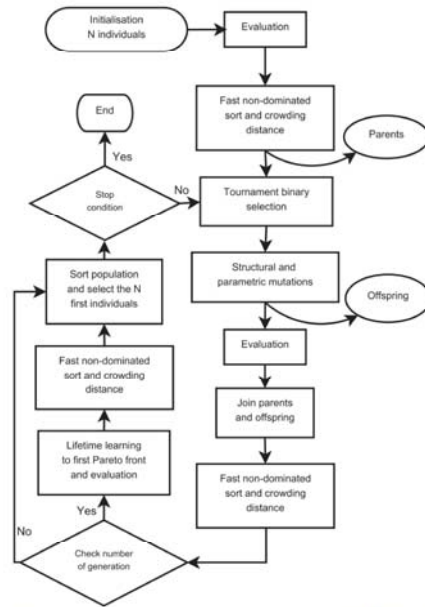 Initialisation
N individuals
Evaluation
Fast non-dominated
sort and crowding
distance
Parents
End
Yes
Stop
condition
No
Tournament binary
selection
Structural and
parametric mutations
Offspring
Sort population
and select the N
first individuals
Evaluation
Fast non-dominated
sort and crowding
distance
Join parents
and offspring
Lifetime learning
to first Pareto front
and evaluation
Fast non-dominated
sort and crowding
distance
No
Yes
Check number
of generation